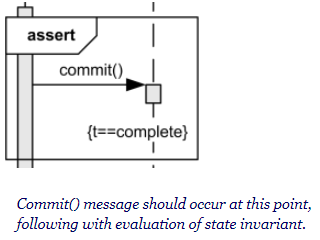 assert
commit()
{t==complete}
Commit() message should occur at this point,
following with evaluation of state invariant.